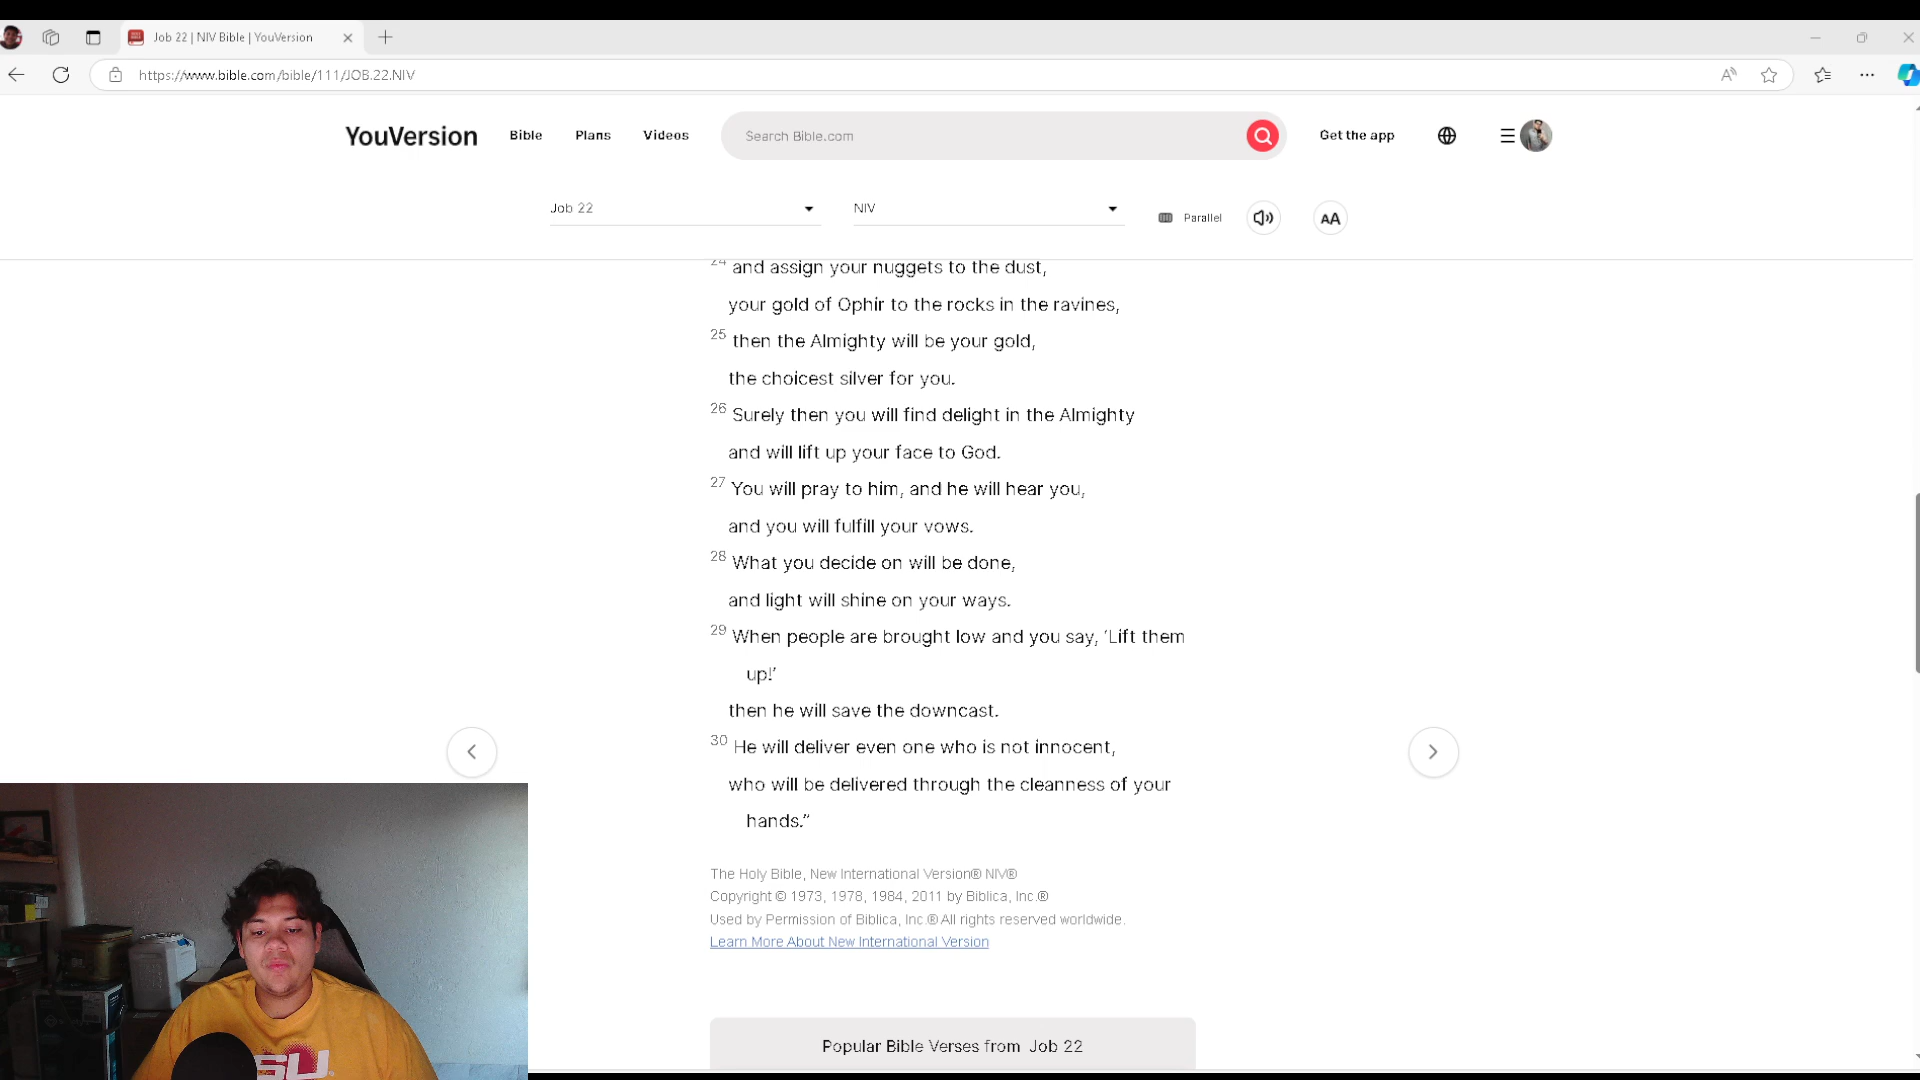 Job 22 | NIV Bible | YouVersion
https://www.bible.com/bible/111/JOB.22.NIV
YouVersion Bible Plans Videos Search Bible.com Get the app
Job 22 NIV Parallel AA
24 and assign your nuggets to the dust,
your gold of Ophir to the rocks in the ravines,
25 then the Almighty will be your gold,
the choicest silver for you.
26 Surely then you will find delight in the Almighty
and will lift up your face to God.
27 You will pray to him, and he will hear you,
and you will fulfill your vows.
28 What you decide on will be done,
and light will shine on your ways.
29 When people are brought low and you say, ‘Lift them
up!’
then he will save the downcast.
30 He will deliver even one who is not innocent,
who will be delivered through the cleanness of your
hands.”
The Holy Bible, New International Version® NIV®
Copyright © 1973, 1978, 1984, 2011 by Biblica, Inc.®
Used by Permission of Biblica, Inc.® All rights reserved worldwide.
Learn More About New International Version
Popular Bible Verses from Job 22
SU